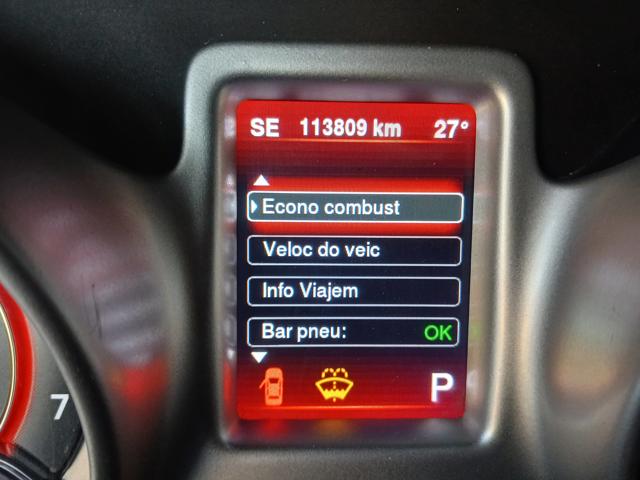 SE 113809 km 27°
Econo combust
Veloc do veic
Info Viajem
Bar pneu: OK
P
7